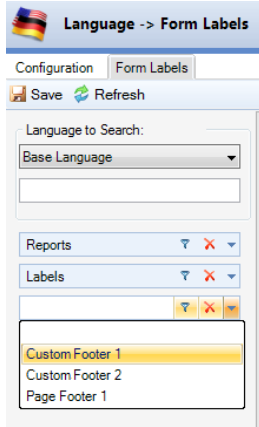 Language -> Form Labels
Configuration Form Labels
Save Refresh
Language to Search:
Base Language
Reports
Labels
Custom Footer 1
Custom Footer 2
Page Footer 1